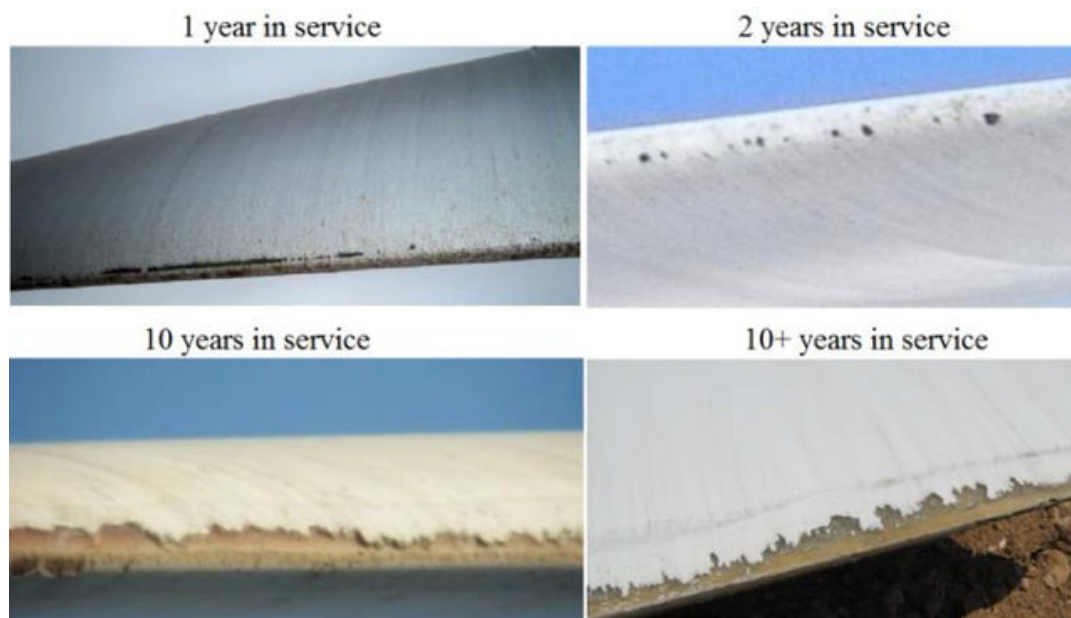 1 year in service
2 years in service
10 years in service
10+ years in service